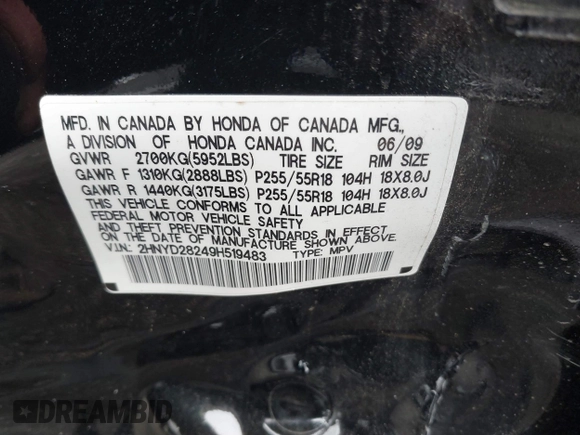 MFD. IN CANADA BY HONDA OF CANADA MFG.,
A DIVISION OF HONDA CANADA INC. 06/09
GVWR 2700KG(5952LBS) TIRE SIZE RIM SIZE
GAWR F 1310KG(2888LBS) P255/55R18 104H 18X8.0J
GAWR R 1440KG(3175LBS) P255/55R18 104H 18X8.0J
THIS VEHICLE CONFORMS TO ALL APPLICABLE
FEDERAL MOTOR VEHICLE SAFETY
AND THEFT PREVENTION STANDARDS IN EFFECT
ON THE DATE OF MANUFACTURE SHOWN ABOVE.
V.I.N: 2HNYD28249H519483 TYPE: MPV
DREAMBID